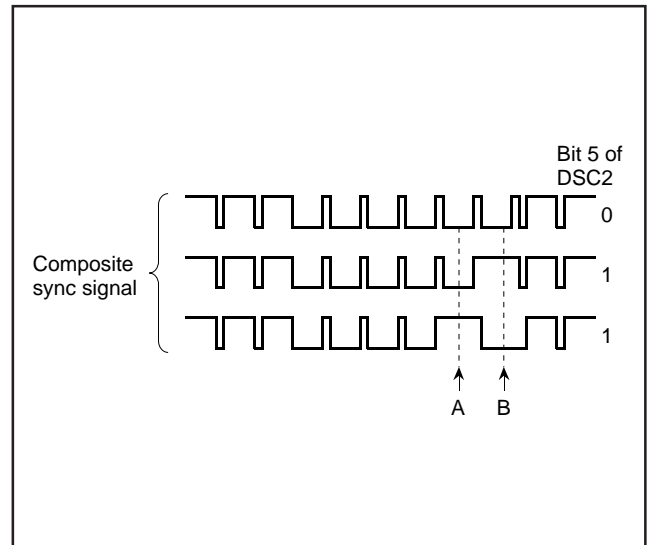 Bit 5 of
DSC2
0
Composite
sync signal
1
1
A B